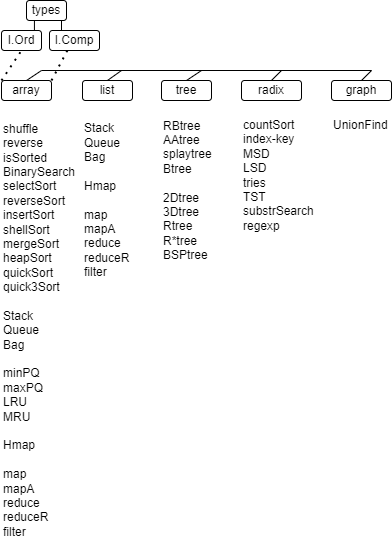 types
I.Ord
I.Comp
array
list
tree
radix
graph
shuffle
reverse
isSorted
BinarySearch
selectSort
reverseSort
insertSort
shellSort
mergeSort
heapSort
quickSort
quick3Sort
Stack
Queue
Bag
minPQ
maxPQ
LRU
MRU
Hmap
map
mapA
reduce
reduceR
filter
Stack
Queue
Bag
Hmap
map
mapA
reduce
reduceR
filter
RBtree
AAtree
splaytree
Btree
2Dtree
3Dtree
Rtree
R*tree
BSPtree
countSort
index-key
MSD
LSD
tries
TST
substrSearch
regexp
UnionFind